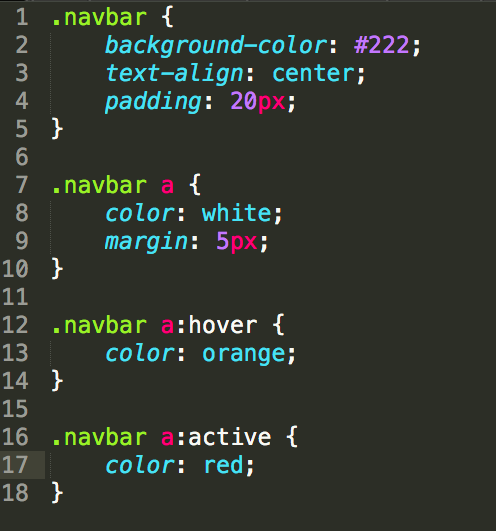 1 .navbar {
2     background-color: #222;
3     text-align: center;
4     padding: 20px;
5 }
6
7 .navbar a {
8     color: white;
9     margin: 5px;
10 }
11
12 .navbar a:hover {
13     color: orange;
14 }
15
16 .navbar a:active {
17     color: red;
18 }